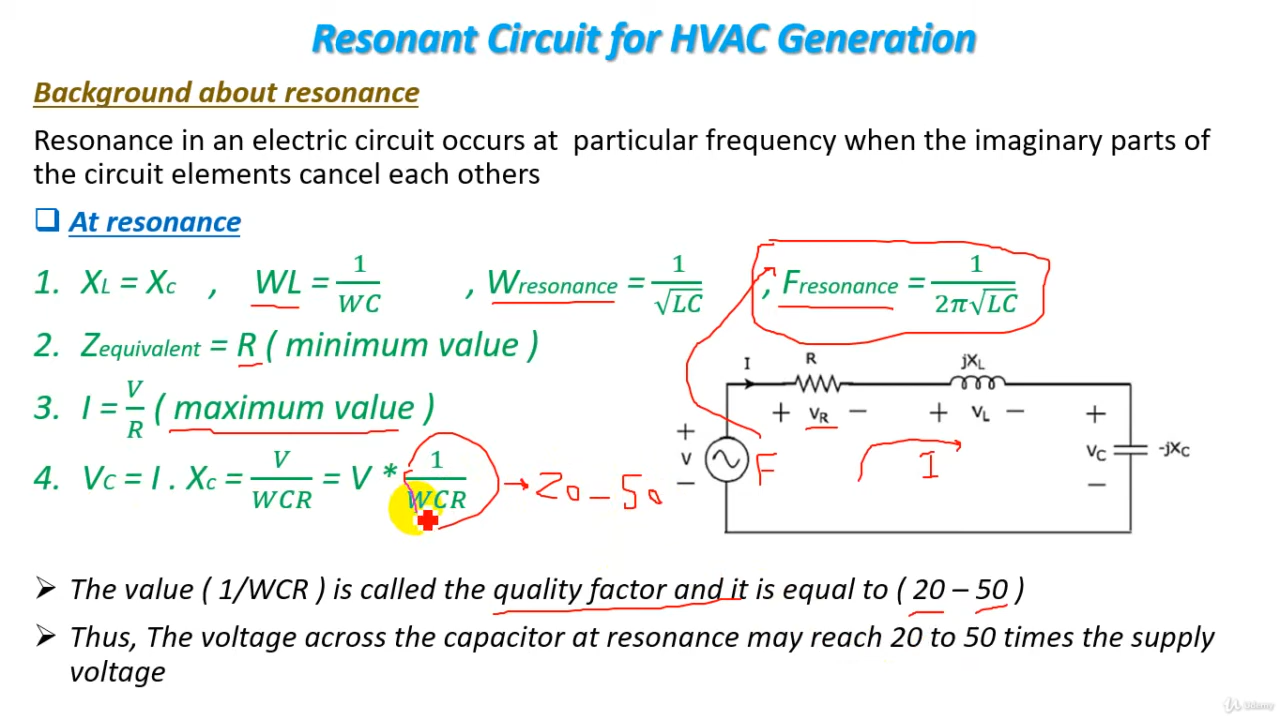 Resonant Circuit for HVAC Generation
Background about resonance
Resonance in an electric circuit occurs at particular frequency when the imaginary parts of
the circuit elements cancel each others
❑ At resonance
1. XL = Xc , WL = 1/WC , Wresonance = 1/√LC , Fresonance = 1/2π√LC
2. Zequivalent = R ( minimum value )
3. I = V/R ( maximum value )
4. VC = I . Xc = V/WCR = V * 1/WCR → 20 – 50
I
R
jXL
+ VR –
+ VL –
+
V
–
F
I
+
VC
–
-jXC
➢ The value ( 1/WCR ) is called the quality factor and it is equal to ( 20 – 50 )
➢ Thus, The voltage across the capacitor at resonance may reach 20 to 50 times the supply
voltage
Udemy